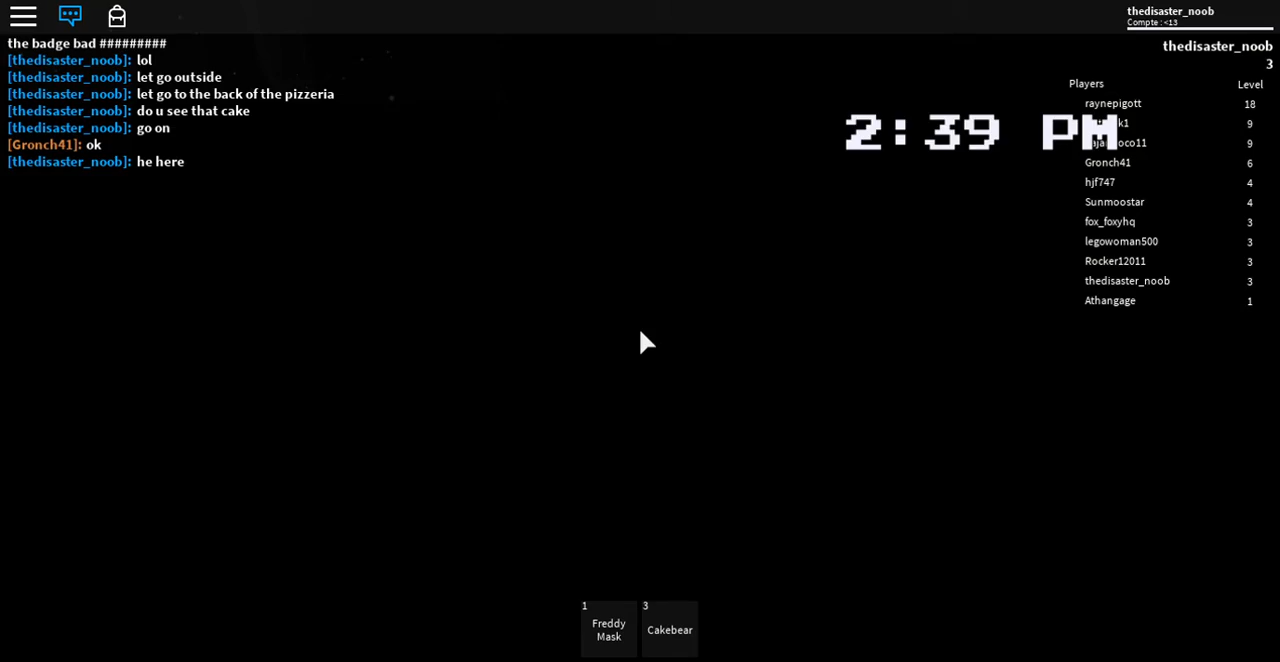 thedisaster_noob
Compte : <13
the badge bad #########
thedisaster_noob
3
[thedisaster_noob]: lol
[thedisaster_noob]: let go outside
[thedisaster_noob]: let go to the back of the pizzeria
[thedisaster_noob]: do u see that cake
[thedisaster_noob]: go on
[Gronch41]: ok
[thedisaster_noob]: he here
2:39 PM
Players Level
raynepigott 18
9
9
Gronch41 6
hjf747 4
Sunmoostar 4
fox_foxyhq 3
legowoman500 3
Rocker12011 3
thedisaster_noob 3
Athangage 1
1
Freddy
Mask
3
Cakebear